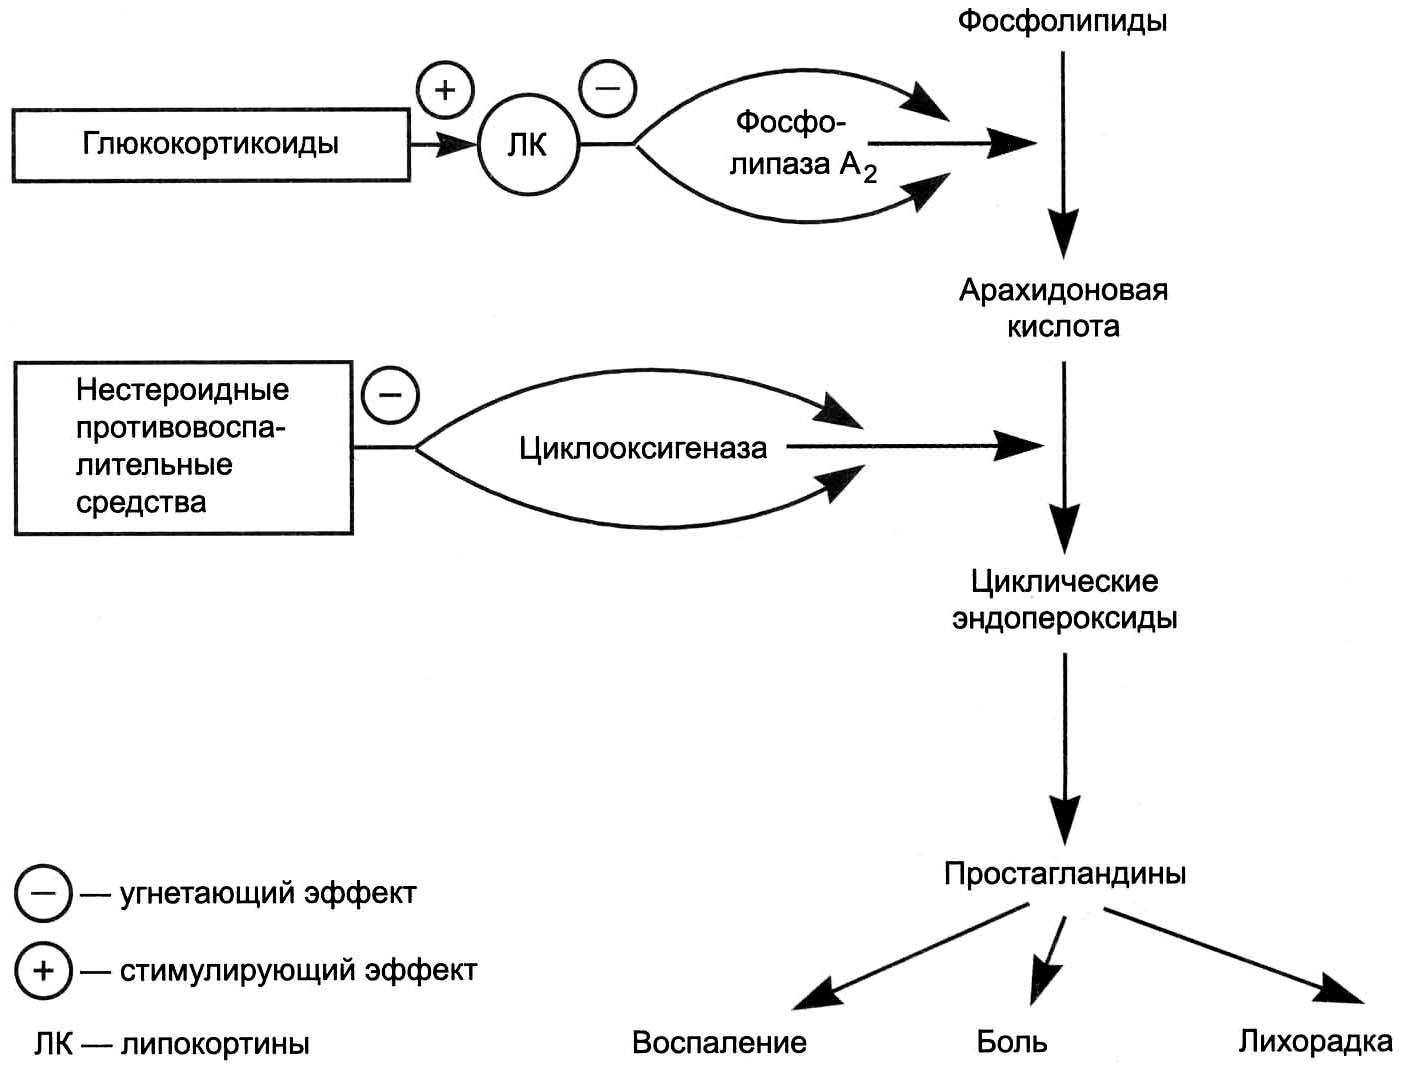 Фосфолипиды
+
−
Глюкокортикоиды
ЛК
Фосфо-
липаза А₂
Арахидоновая
кислота
Нестероидные
противовоспа-
лительные
средства
−
Циклооксигеназа
Циклические
эндопероксиды
Простагландины
− — угнетающий эффект
+ — стимулирующий эффект
ЛК — липокортины
Воспаление
Боль
Лихорадка